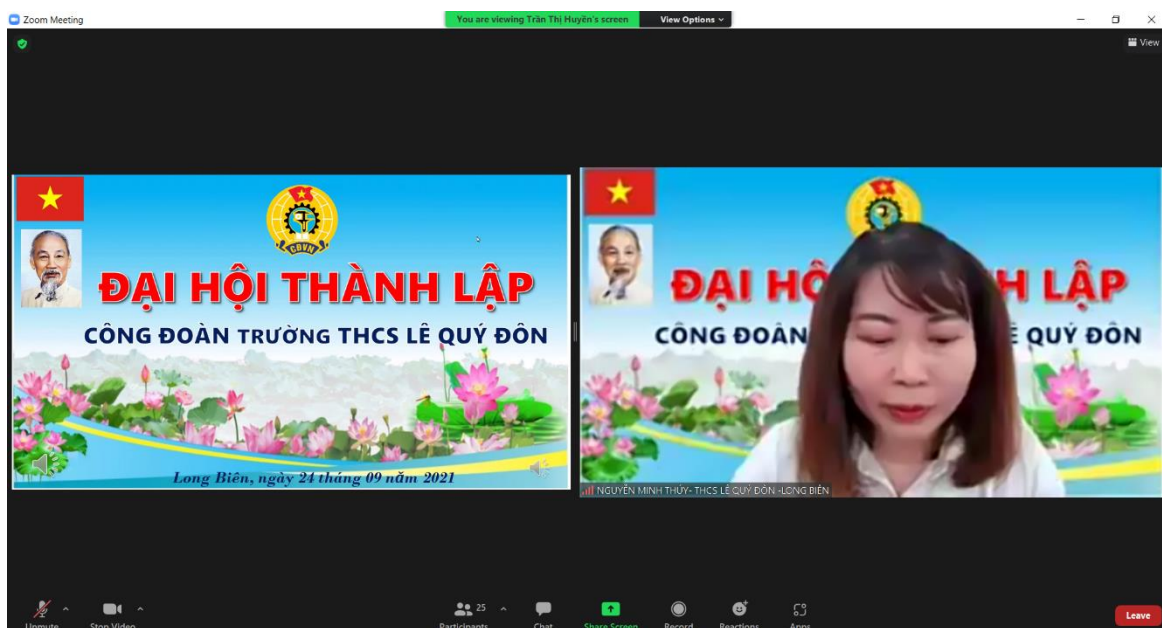 Zoom Meeting
You are viewing Trần Thị Huyền's screen
View Options
View
CĐVN
ĐẠI HỘI THÀNH LẬP
CÔNG ĐOÀN TRƯỜNG THCS LÊ QUÝ ĐÔN
Long Biên, ngày 24 tháng 09 năm 2021
ĐẠI HỘ H LẬP
CÔNG ĐOÀN Ê QUÝ ĐÔN
NGUYỄN MINH THÚY- THCS LÊ QUÝ ĐÔN -LONG BIÊN
Unmute
Stop Video
Participants
25
Chat
Share Screen
Record
Reactions
Apps
Leave